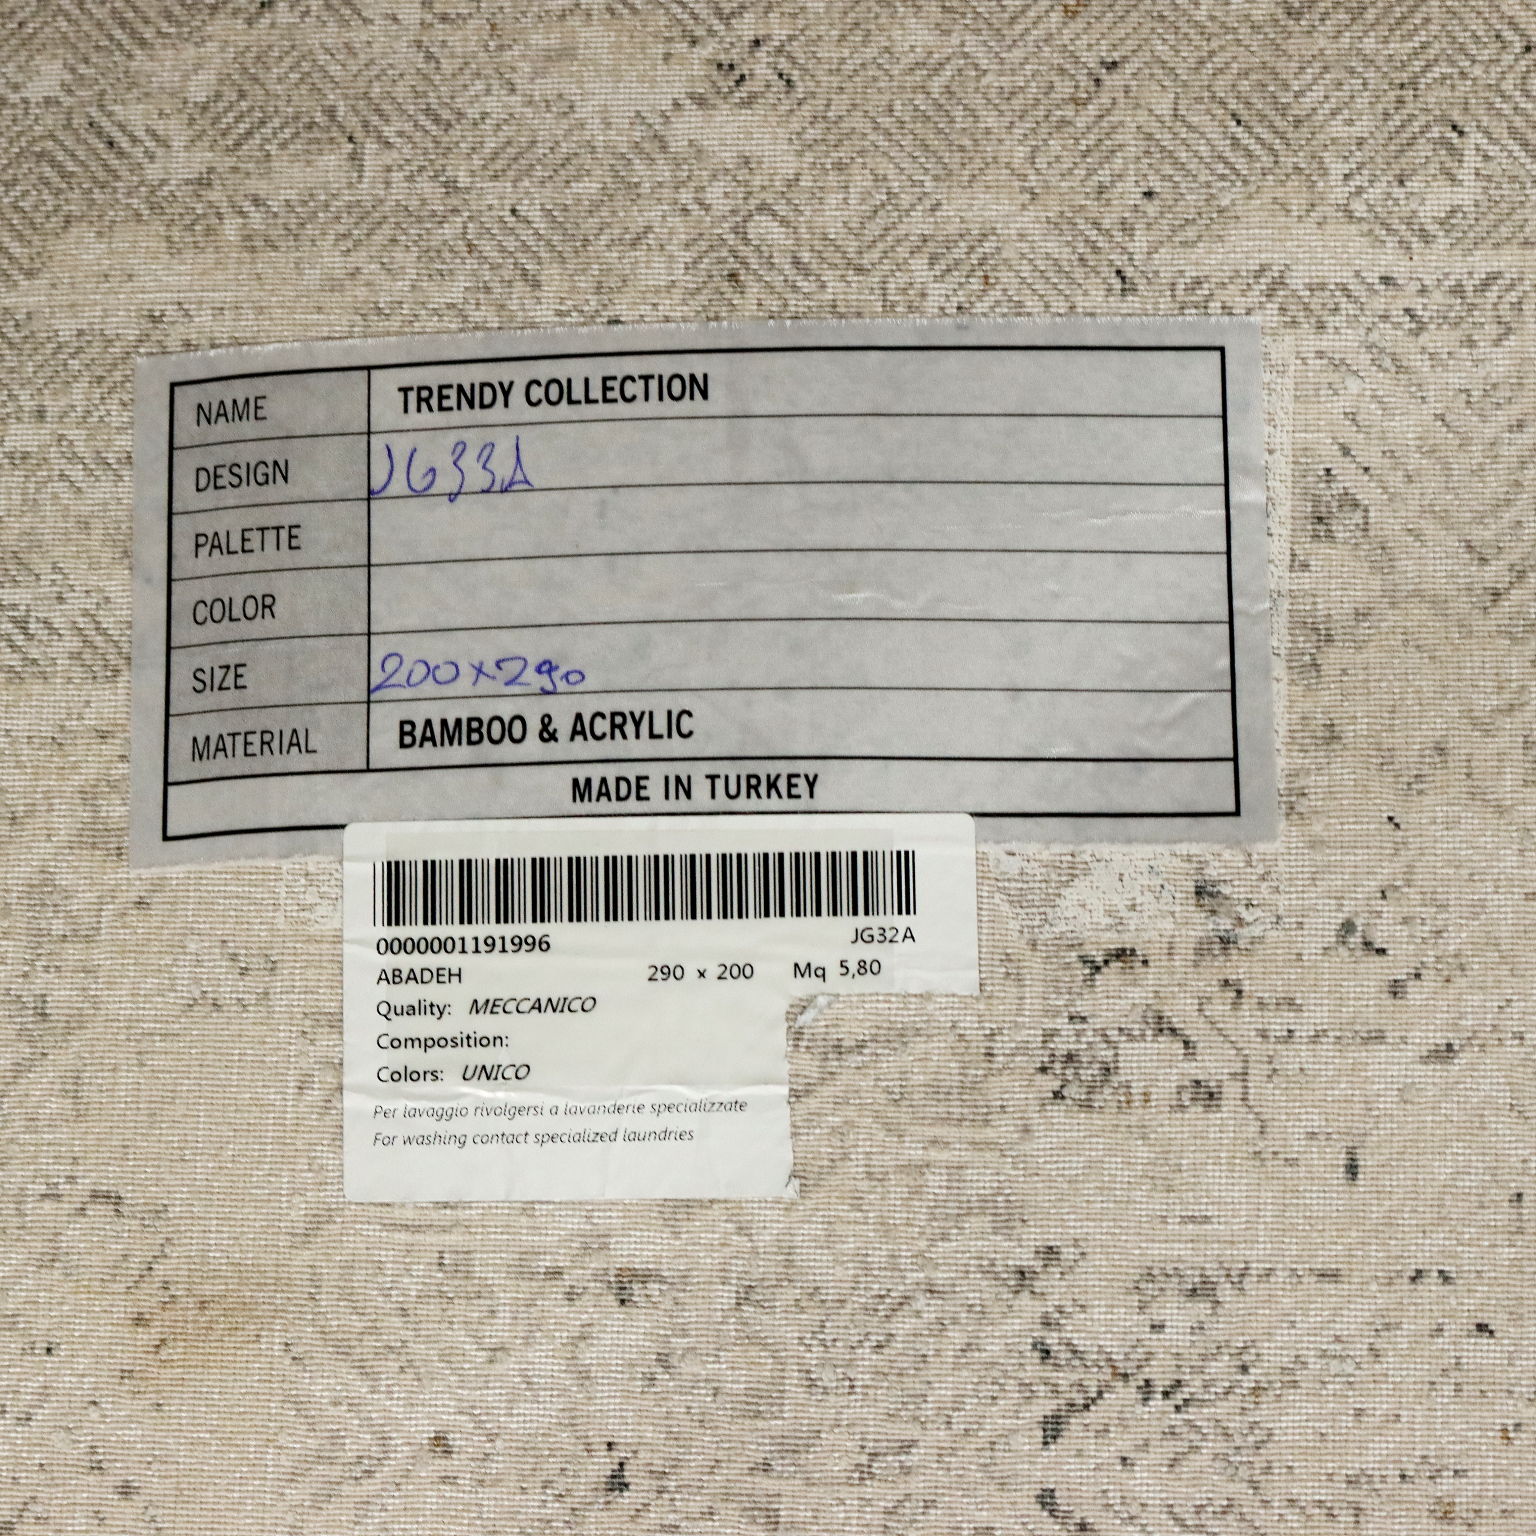 NAME TRENDY COLLECTION
DESIGN JG33A
PALETTE
COLOR
SIZE 200x290
MATERIAL BAMBOO & ACRYLIC
MADE IN TURKEY
0000001191996 JG32A
ABADEH 290 x 200 Mq 5,80
Quality: MECCANICO
Composition:
Colors: UNICO
Per lavaggio rivolgersi a lavanderie specializzate
For washing contact specialized laundries